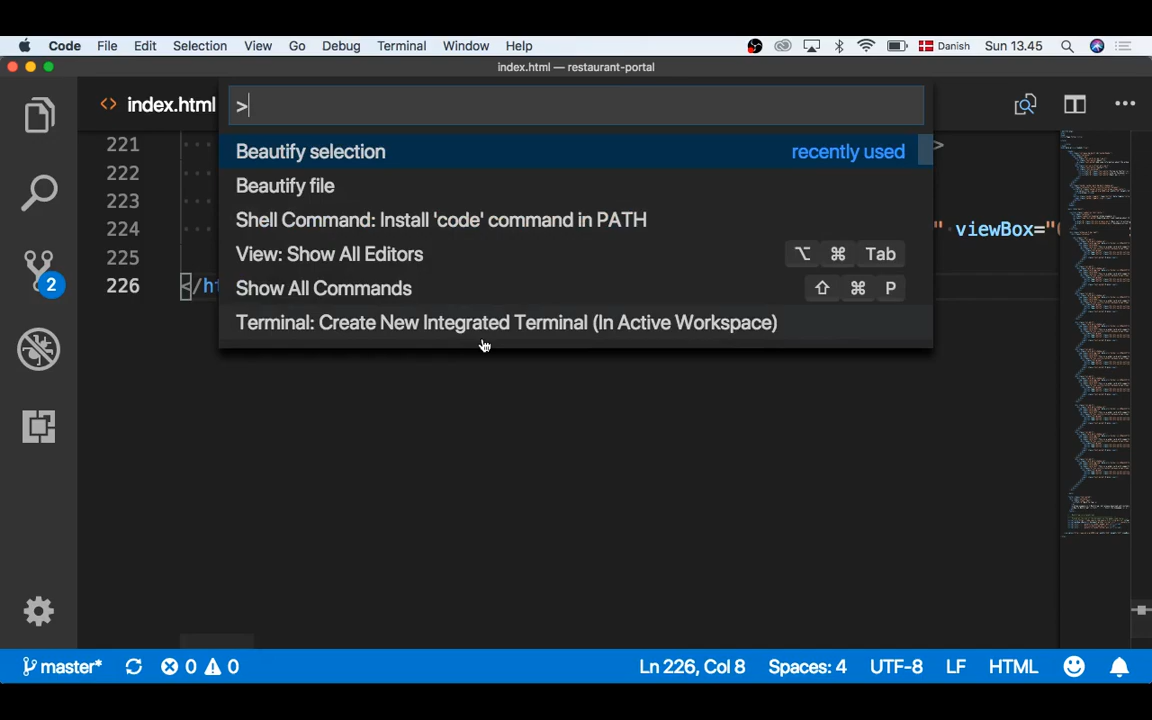 Code File Edit Selection View Go Debug Terminal Window Help Danish Sun 13.45
index.html — restaurant-portal
<> index.html
>
Beautify selection recently used
Beautify file
Shell Command: Install 'code' command in PATH
View: Show All Editors ⌥ ⌘ Tab
Show All Commands ⇧ ⌘ P
Terminal: Create New Integrated Terminal (In Active Workspace)
221 >
222
223
224 " viewBox="
225
226 </h
2
master* 0 0 Ln 226, Col 8 Spaces: 4 UTF-8 LF HTML